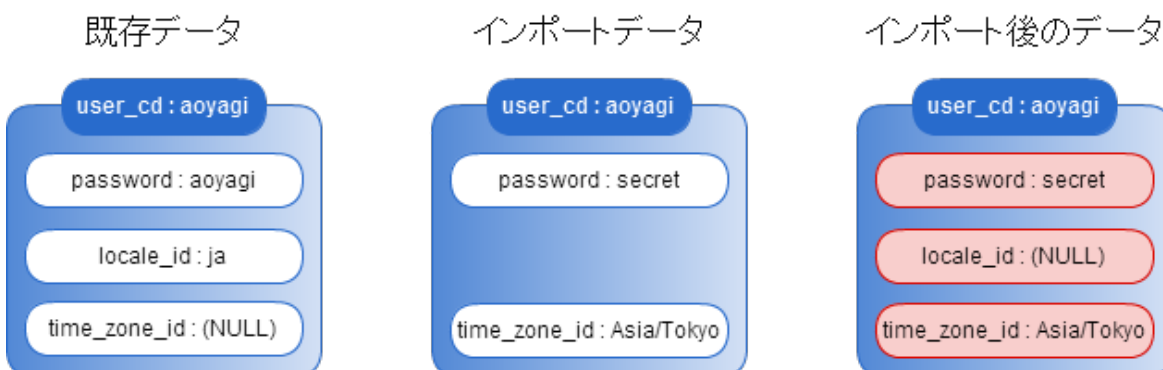 既存データ
user_cd : aoyagi
password : aoyagi
locale_id : ja
time_zone_id : (NULL)
インポートデータ
user_cd : aoyagi
password : secret
time_zone_id : Asia/Tokyo
インポート後のデータ
user_cd : aoyagi
password : secret
locale_id : (NULL)
time_zone_id : Asia/Tokyo